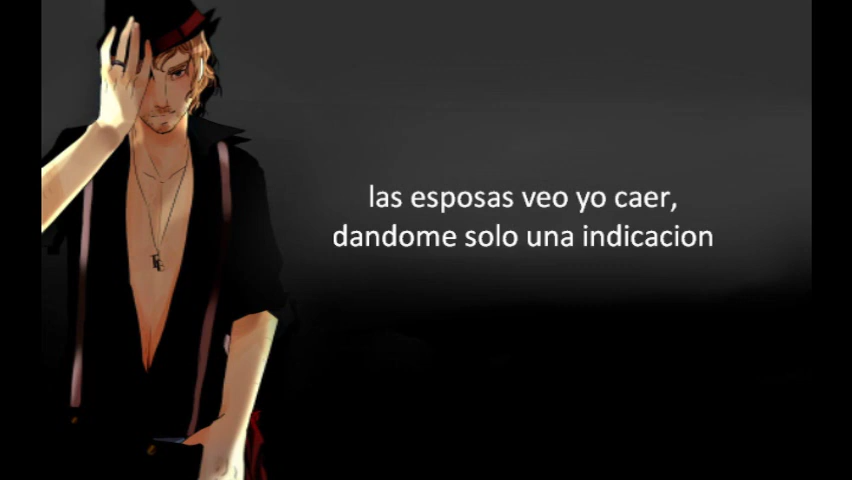 las esposas veo yo caer,
dandome solo una indicacion